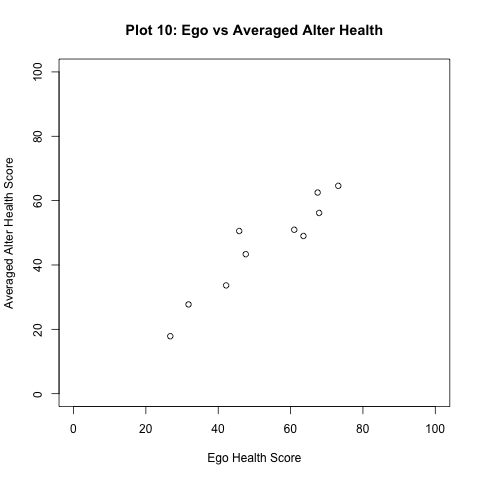 Plot 10: Ego vs Averaged Alter Health
Averaged Alter Health Score
100
80
60
40
20
0
0 20 40 60 80 100
Ego Health Score